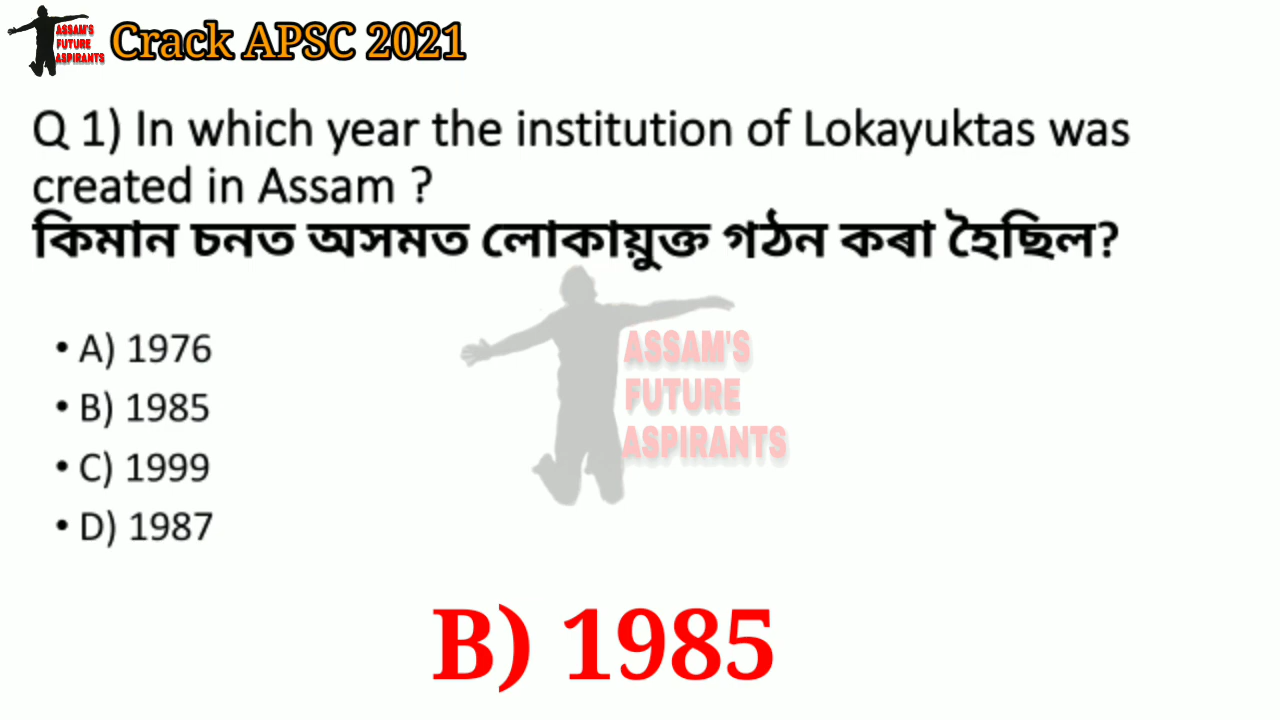 ASSAM'S
FUTURE
ASPIRANTS
Crack APSC 2021
Q 1) In which year the institution of Lokayuktas was
created in Assam ?
কিমান চনত অসমত লোকায়ুক্ত গঠন কৰা হৈছিল?
• A) 1976
• B) 1985
• C) 1999
• D) 1987
ASSAM'S
FUTURE
ASPIRANTS
B) 1985